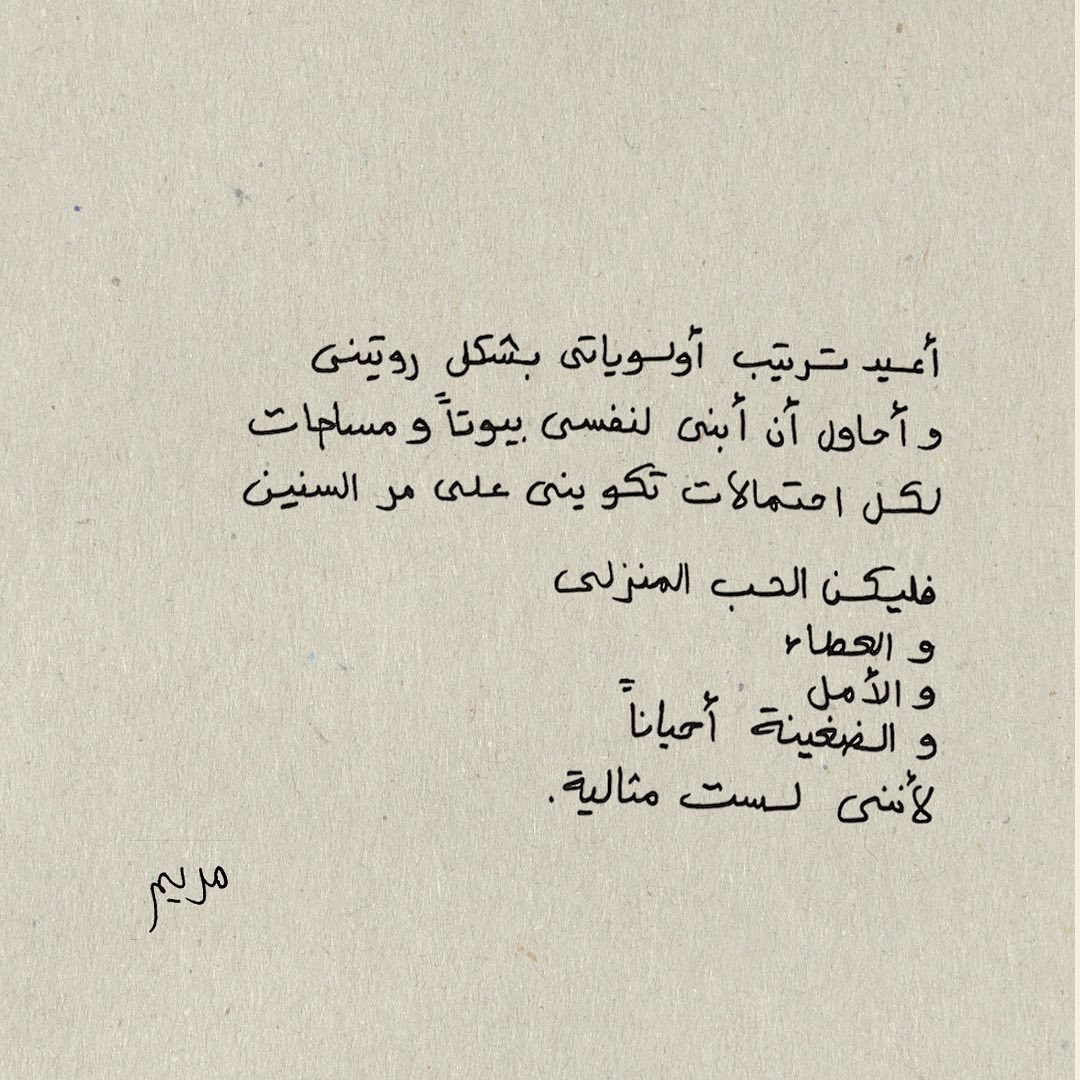 أعيد ترتيب أولوياتى بشكل روتينى
و أحاول أن أبنى لنفسى بيوتاً و مساحات
لكل احتمالات تكوينى على مر السنين
فليكن الحب المنزلى
و العطاء
و الأمل
و الضغينة أحياناً
لأننى لست مثالية.
مريم